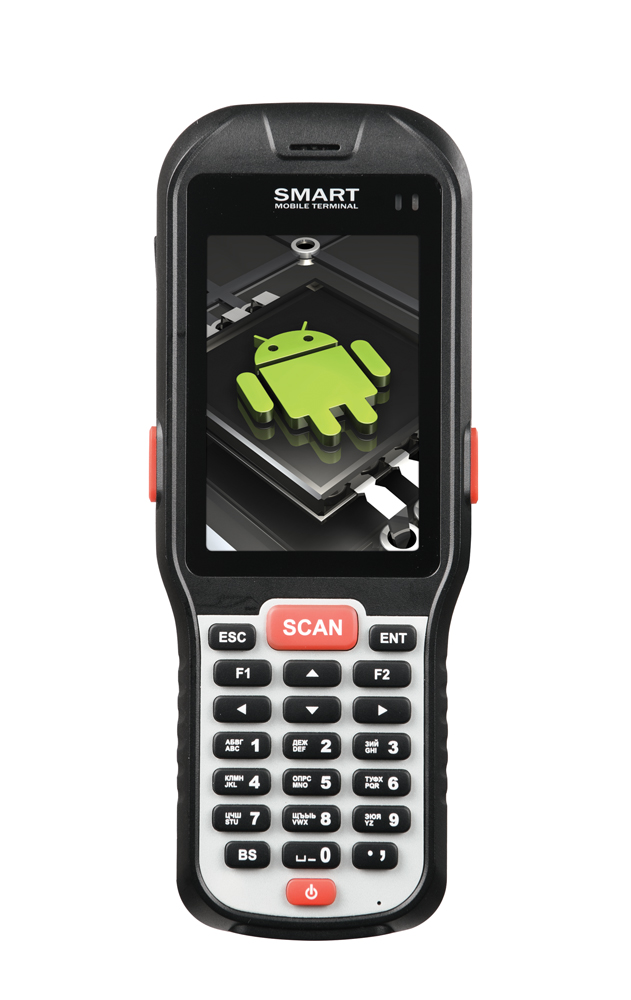 SMART
MOBILE TERMINAL
SCAN
ESC
ENT
F1
F2
АБВГ
ABC 1
ДЕЖ
DEF 2
ЗИЙ
GHI 3
КЛМН
JKL 4
ОПРС
MNO 5
ТУФХ
PQR 6
ЦЧШ
STU 7
ЩЪЫЬ
VWX 8
ЭЮЯ
YZ 9
BS
␣ _ 0
. ,